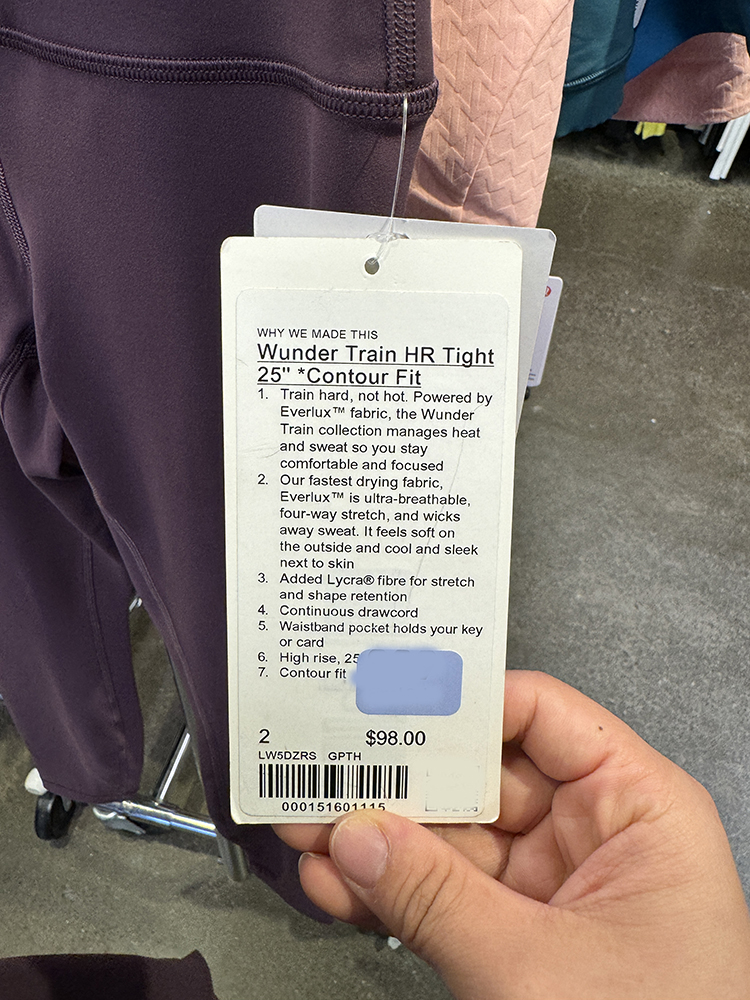 WHY WE MADE THIS
Wunder Train HR Tight
25" *Contour Fit
1. Train hard, not hot. Powered by
Everlux™ fabric, the Wunder
Train collection manages heat
and sweat so you stay
comfortable and focused
2. Our fastest drying fabric,
Everlux™ is ultra-breathable,
four-way stretch, and wicks
away sweat. It feels soft on
the outside and cool and sleek
next to skin
3. Added Lycra® fibre for stretch
and shape retention
4. Continuous drawcord
5. Waistband pocket holds your key
or card
6. High rise, 25
7. Contour fit
2 $98.00
LW5DZRS GPTH
000151601115